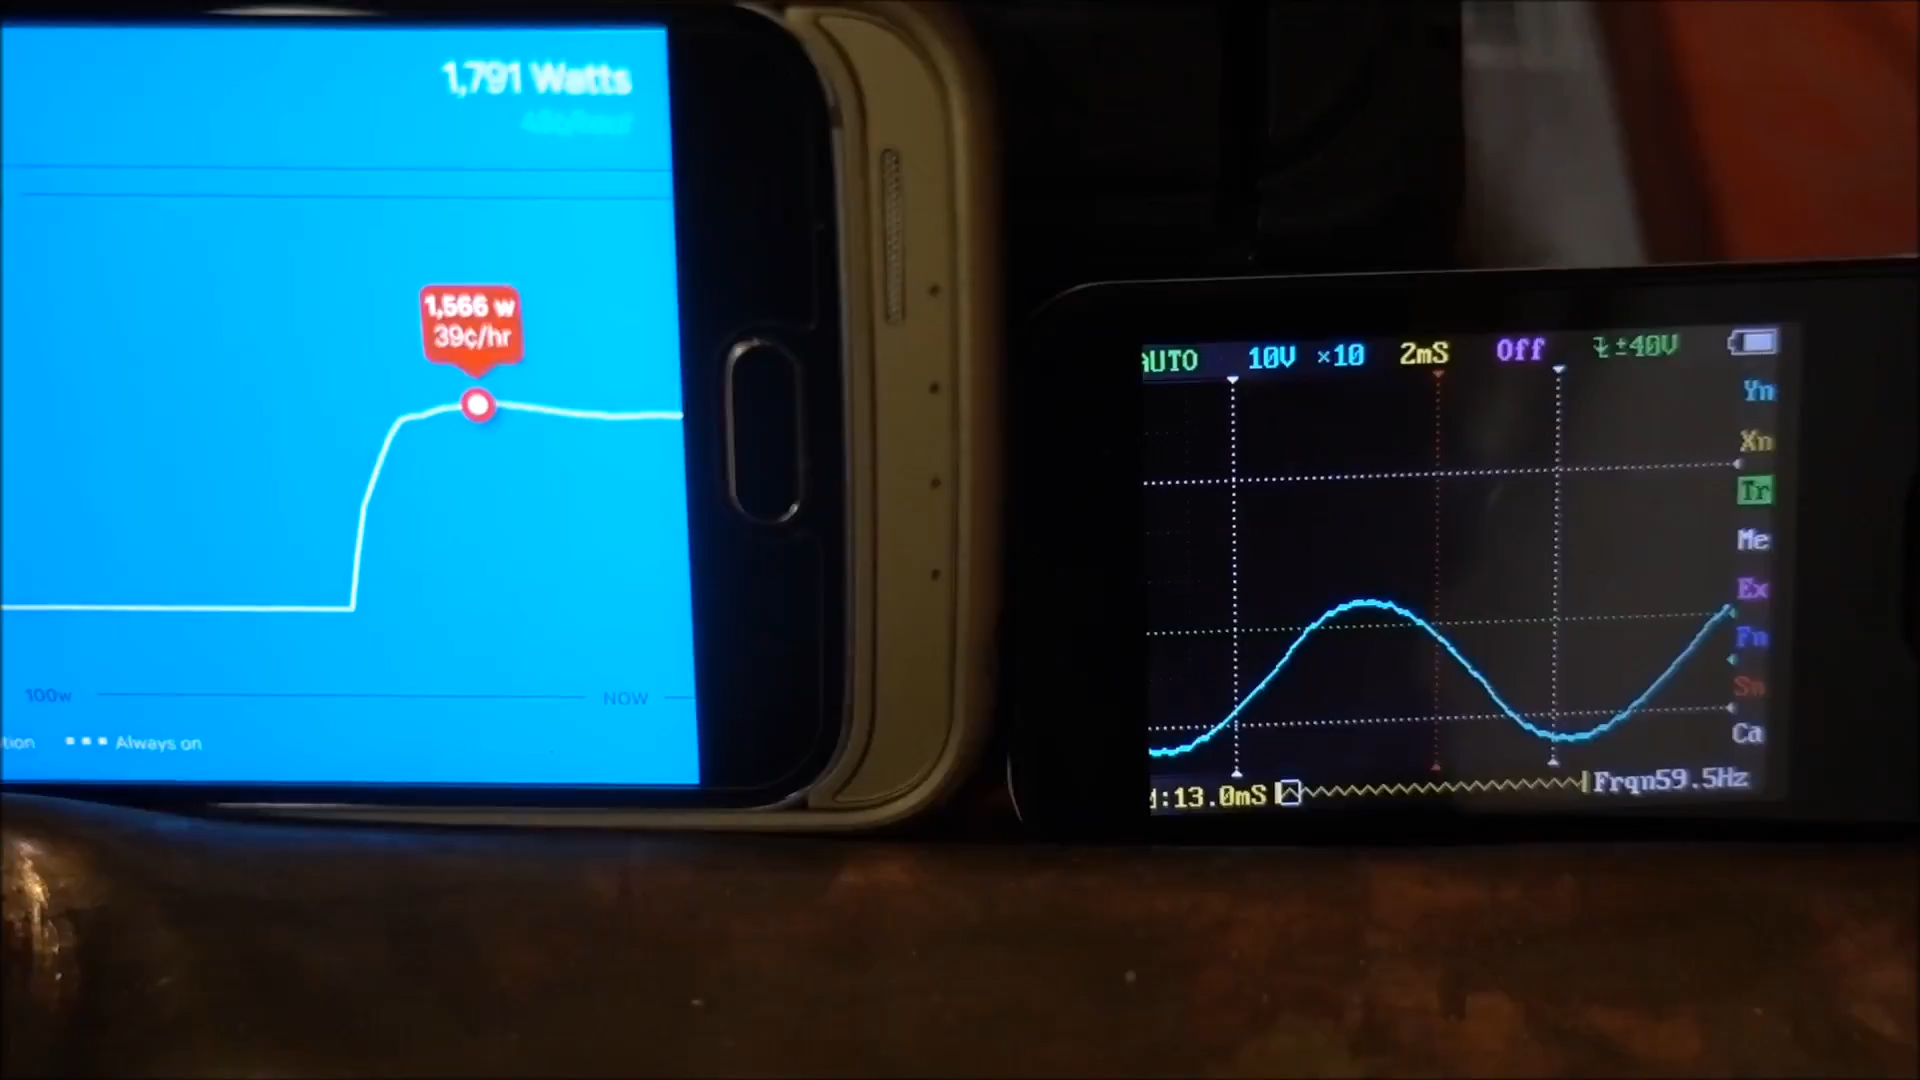 1,791 Watts
1,566 w
39¢/hr
100w
NOW
tion
Always on
AUTO 10V ×10 2mS Off ±40V
Yn
Xn
Tr
Me
Ex
Fn
Sn
Ca
:13.0mS
Frqn59.5Hz